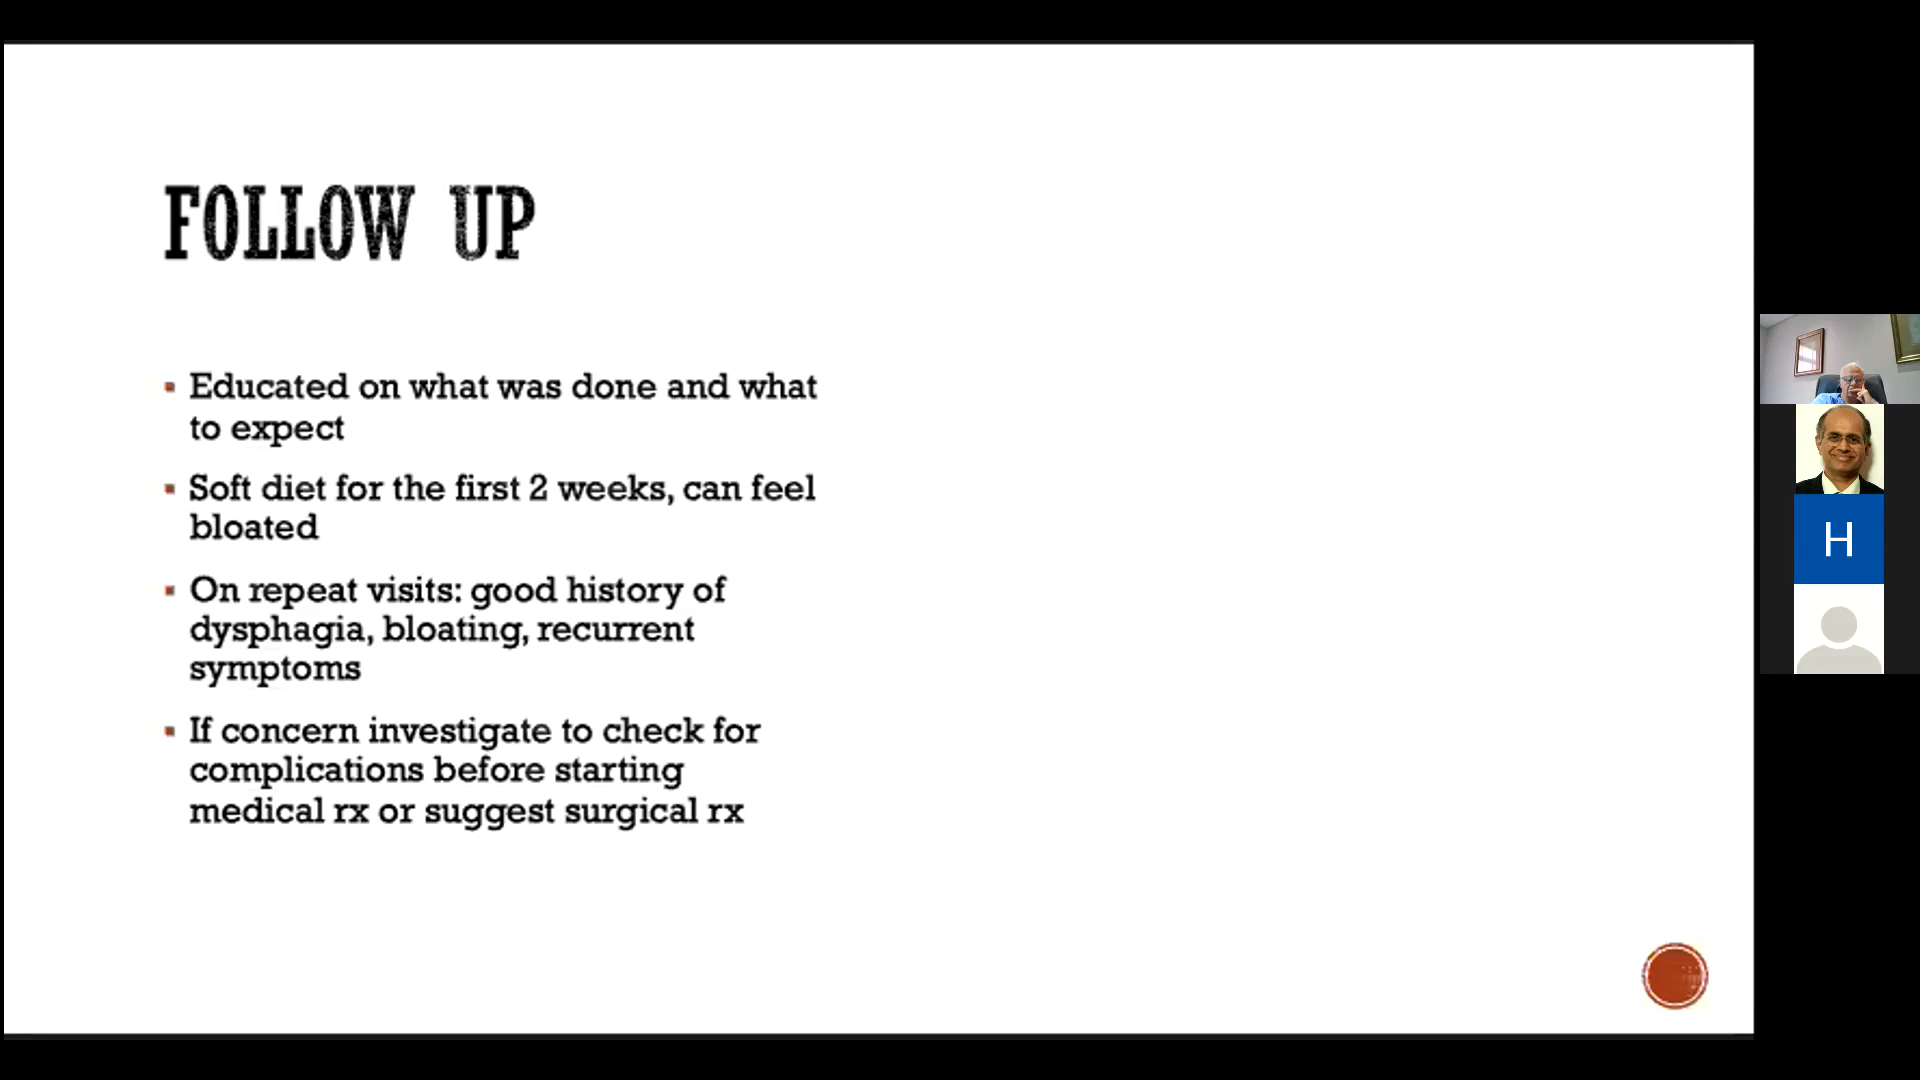 FOLLOW UP
Educated on what was done and what
to expect
Soft diet for the first 2 weeks, can feel
bloated
On repeat visits: good history of
dysphagia, bloating, recurrent
symptoms
If concern investigate to check for
complications before starting
medical rx or suggest surgical rx
H